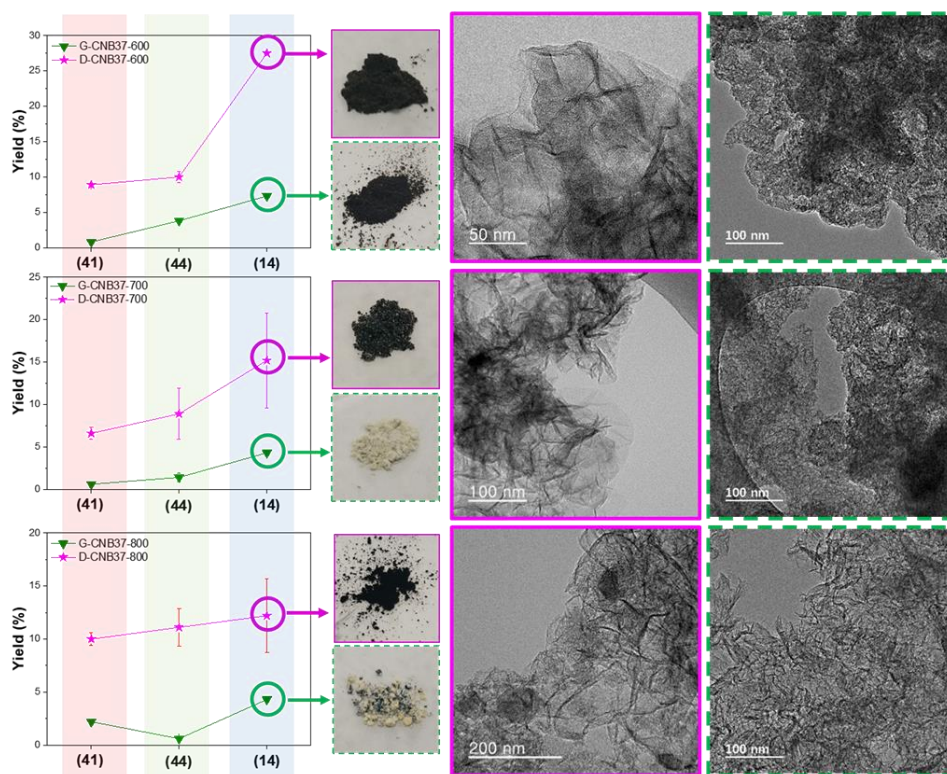 G-CNB37-600
D-CNB37-600
Yield (%)
30
25
20
15
10
5
0
(41) (44) (14)
50 nm
100 nm
G-CNB37-700
D-CNB37-700
Yield (%)
25
20
15
10
5
0
(41) (44) (14)
100 nm
100 nm
G-CNB37-800
D-CNB37-800
Yield (%)
20
15
10
5
0
(41) (44) (14)
200 nm
100 nm